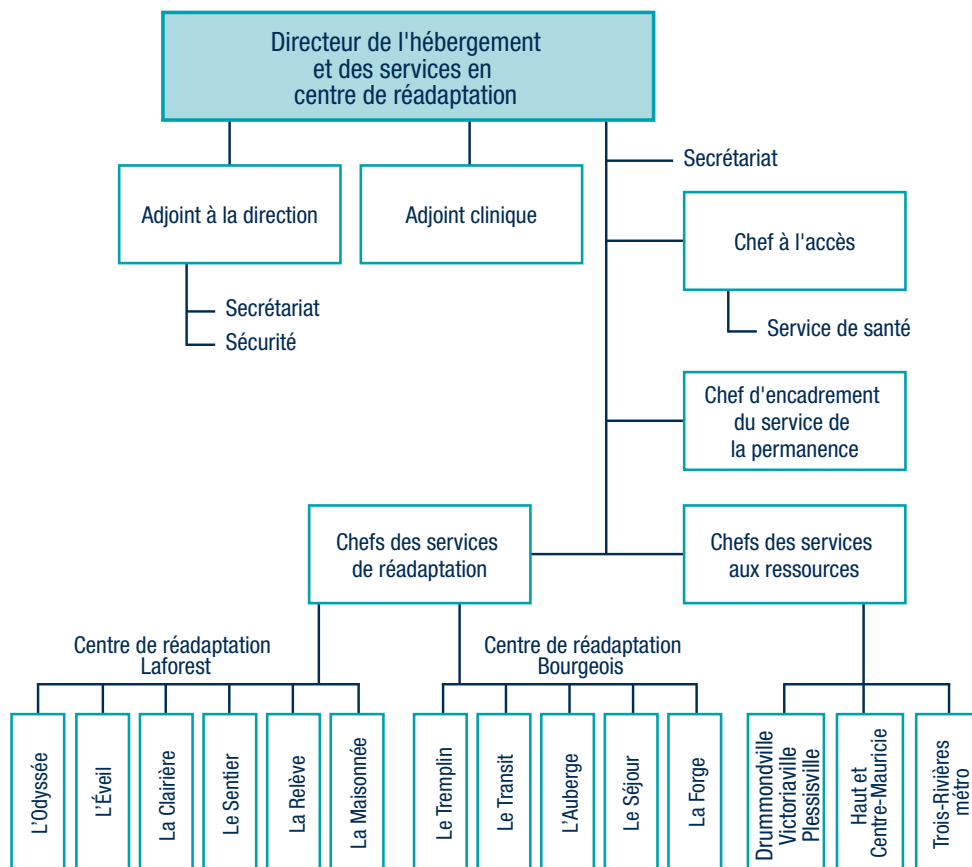 Directeur de l'hébergement
et des services en
centre de réadaptation
Secrétariat
Adjoint à la direction
Adjoint clinique
Chef à l'accès
Secrétariat
Sécurité
Service de santé
Chef d'encadrement
du service de
la permanence
Chefs des services
de réadaptation
Chefs des services
aux ressources
Centre de réadaptation
Laforest
Centre de réadaptation
Bourgeois
L'Odyssée
L'Éveil
La Clairière
Le Sentier
La Relève
La Maisonnée
Le Tremplin
Le Transit
L'Auberge
Le Séjour
La Forge
Drummondville
Victoriaville
Plessisville
Haut et
Centre-Mauricie
Trois-Rivières
métro